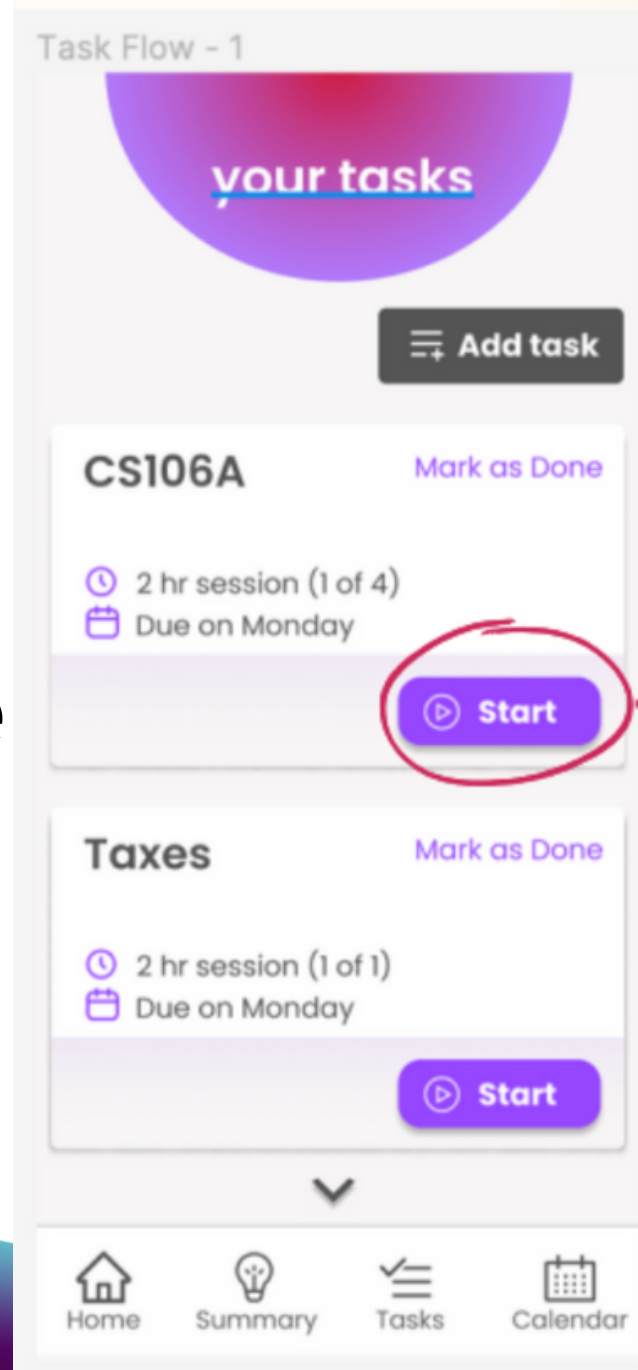 Task Flow - 1
your tasks
Add task
CS106A
Mark as Done
2 hr session (1 of 4)
Due on Monday
Start
Taxes
Mark as Done
2 hr session (1 of 1)
Due on Monday
Start
Home Summary Tasks Calendar